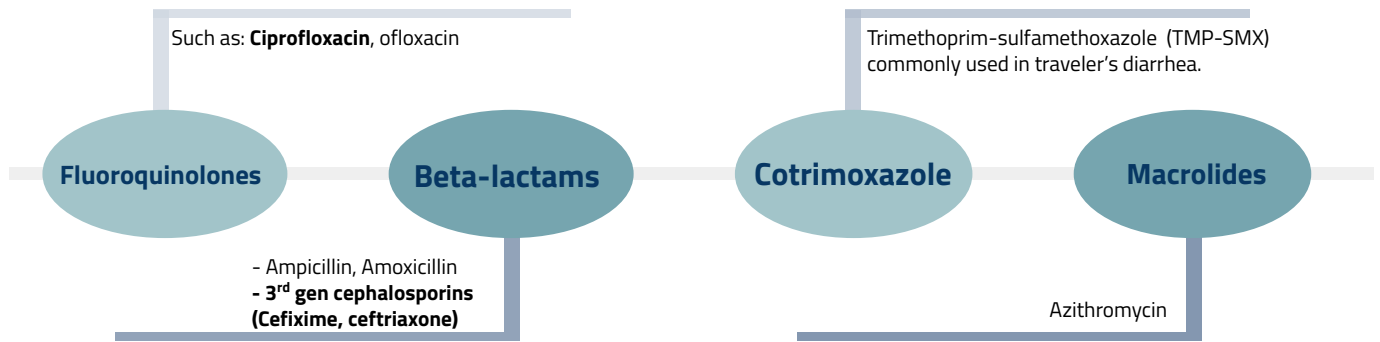 Such as: Ciprofloxacin, ofloxacin
Trimethoprim-sulfamethoxazole (TMP-SMX)
commonly used in traveler’s diarrhea.
Fluoroquinolones
Beta-lactams
Cotrimoxazole
Macrolides
- Ampicillin, Amoxicillin
- 3rd gen cephalosporins
(Cefixime, ceftriaxone)
Azithromycin